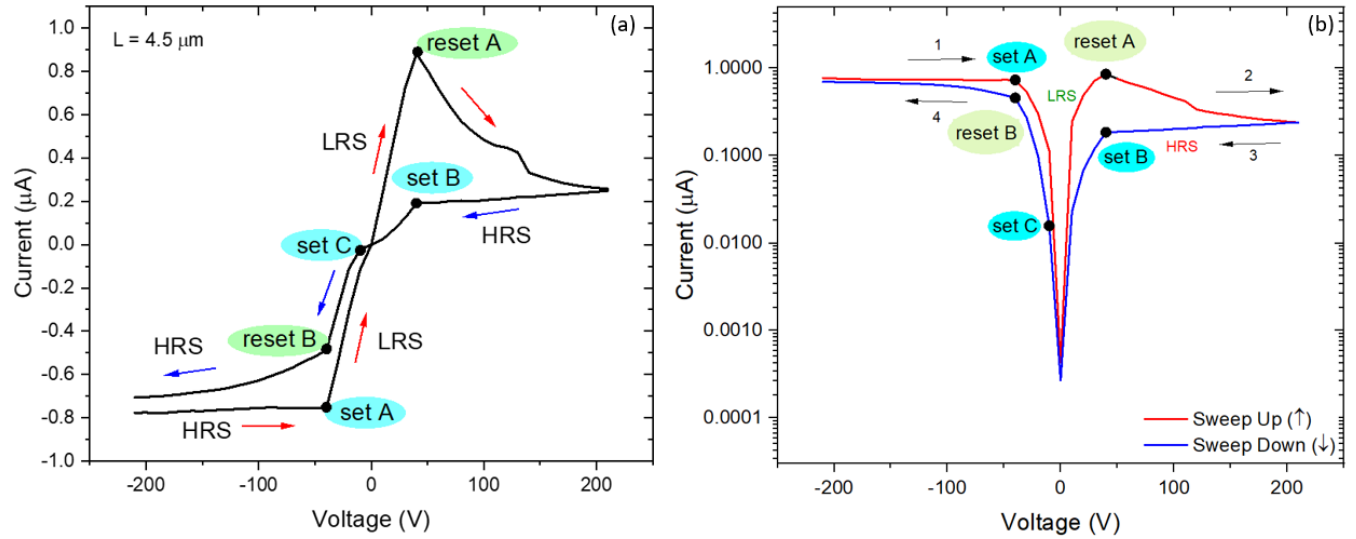 (a)
L = 4.5 μm
reset A
LRS
set B
HRS
set C
reset B
LRS
HRS
set A
HRS
1.0
0.8
0.6
0.4
0.2
0.0
-0.2
-0.4
-0.6
-0.8
-1.0
Current (μA)
-200 -100 0 100 200
Voltage (V)
(b)
1
set A
reset A
2
LRS
4
reset B
set B
HRS
3
set C
1.0000
0.1000
0.0100
0.0010
0.0001
Current (μA)
Sweep Up (↑)
Sweep Down (↓)
-200 -100 0 100 200
Voltage (V)